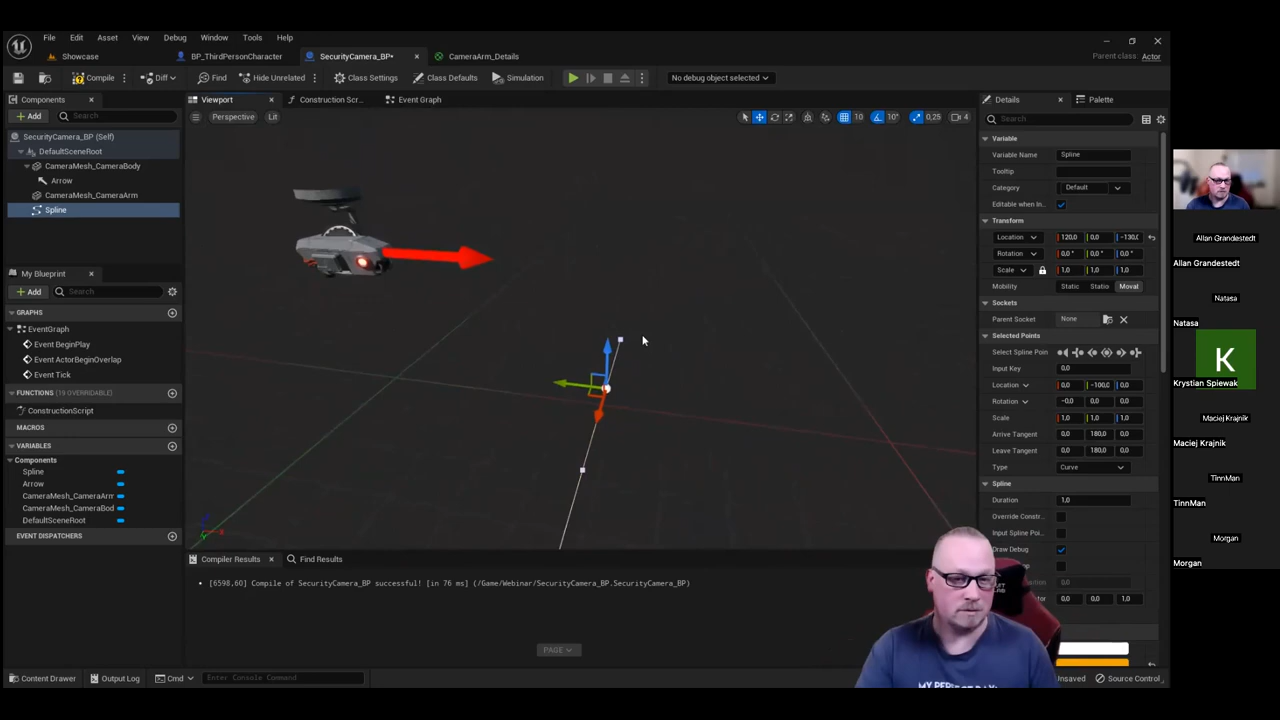 File Edit Asset View Debug Window Tools Help
Showcase BP_ThirdPersonCharacter SecurityCamera_BP* CameraArm_Details
Parent class: Actor
Compile Diff Find Hide Unrelated Class Settings Class Defaults Simulation No debug object selected
Components
Add Search
SecurityCamera_BP (Self)
DefaultSceneRoot
CameraMesh_CameraBody
Arrow
CameraMesh_CameraArm
Spline
My Blueprint
Add Search
GRAPHS
EventGraph
Event BeginPlay
Event ActorBeginOverlap
Event Tick
FUNCTIONS (19 OVERRIDABLE)
ConstructionScript
MACROS
VARIABLES
Components
Spline
Arrow
CameraMesh_CameraArm
CameraMesh_CameraBod
DefaultSceneRoot
EVENT DISPATCHERS
Viewport Construction Scr... Event Graph
Perspective Lit
10 10° 0,25 4
Compiler Results Find Results
[6598,60] Compile of SecurityCamera_BP successful! [in 76 ms] (/Game/Webinar/SecurityCamera_BP.SecurityCamera_BP)
PAGE
Details Palette
Search
Variable
Variable Name Spline
Tooltip
Category Default
Editable when in...
Transform
Location 120,0 0,0 -130,0
Rotation 0,0 ° 0,0 ° 0,0 °
Scale 1,0 1,0 1,0
Mobility Static Statio Moval
Sockets
Parent Socket None
Selected Points
Select Spline Poin
Input Key 0,0
Location 0,0 -100,0 0,0
Rotation -0,0 0,0 0,0
Scale 1,0 1,0 1,0
Arrive Tangent 0,0 180,0 0,0
Leave Tangent 0,0 180,0 0,0
Type Curve
Spline
Duration 1,0
Override Constr...
Input Spline Poi...
Draw Debug
0,0
0,0 0,0 1,0
Content Drawer Output Log Cmd Enter Console Command
Unsaved Source Control
MY PERFECT DAY:
Allan Grandestedt
Allan Grandestedt
Natasa
Natasa
K
Krystian Spiewak
Maciej Krajnik
Maciej Krajnik
TinnMan
TinnMan
Morgan
Morgan